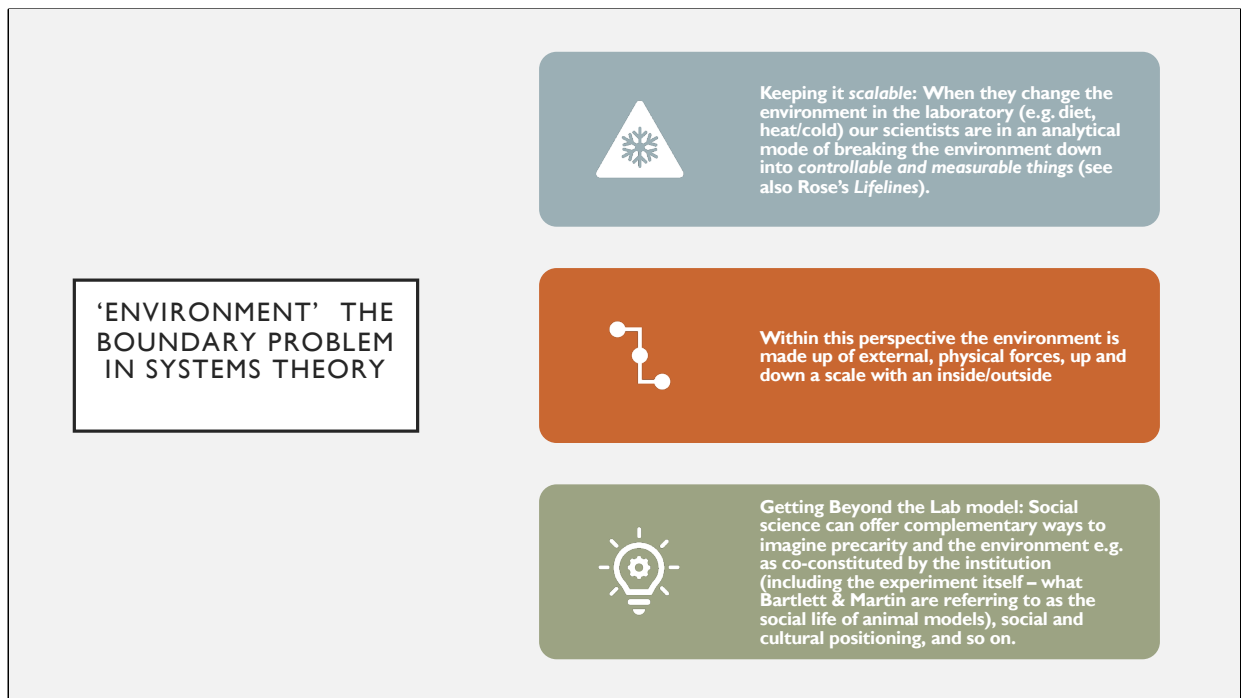 ‘ENVIRONMENT’ THE
BOUNDARY PROBLEM
IN SYSTEMS THEORY
Keeping it scalable: When they change the
environment in the laboratory (e.g. diet,
heat/cold) our scientists are in an analytical
mode of breaking the environment down
into controllable and measurable things (see
also Rose’s Lifelines).
Within this perspective the environment is
made up of external, physical forces, up and
down a scale with an inside/outside
Getting Beyond the Lab model: Social
science can offer complementary ways to
imagine precarity and the environment e.g.
as co-constituted by the institution
(including the experiment itself – what
Bartlett & Martin are referring to as the
social life of animal models), social and
cultural positioning, and so on.